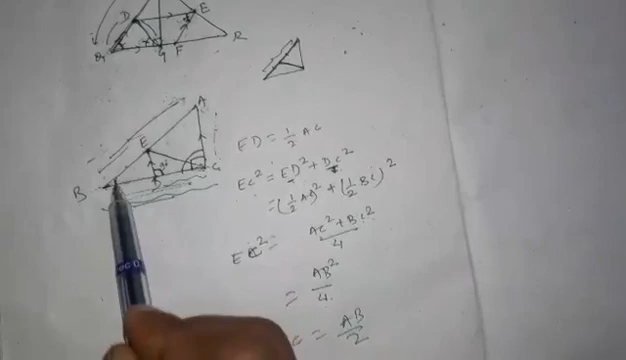 D E
G F R
A
E
B D C
ED = 1/2 AC
EC² = ED² + DC²
= (1/2 AC)² + (1/2 BC)²
EC² = AC² + BC² / 4
= AB² / 4
C = AB / 2